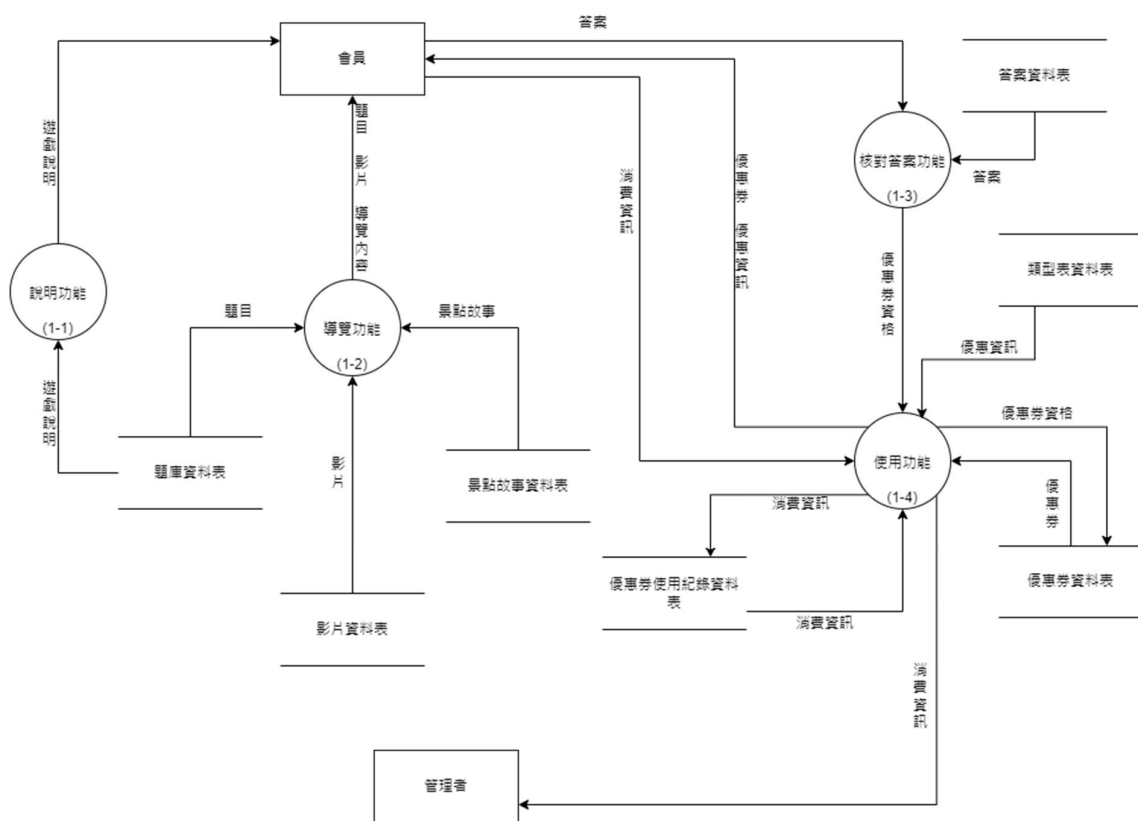 答案
會員
答案資料表
遊戲說明
題目 影片 導覽內容
消費資訊
優惠券 優惠資訊
核對答案功能
(1-3)
答案
優惠券資格
類型表資料表
說明功能
(1-1)
題目
導覽功能
(1-2)
景點故事
優惠資訊
遊戲說明
優惠券資格
題庫資料表
影片
景點故事資料表
使用功能
(1-4)
優惠券
消費資訊
優惠券使用紀錄資料
表
優惠券資料表
消費資訊
影片資料表
消費資訊
管理者